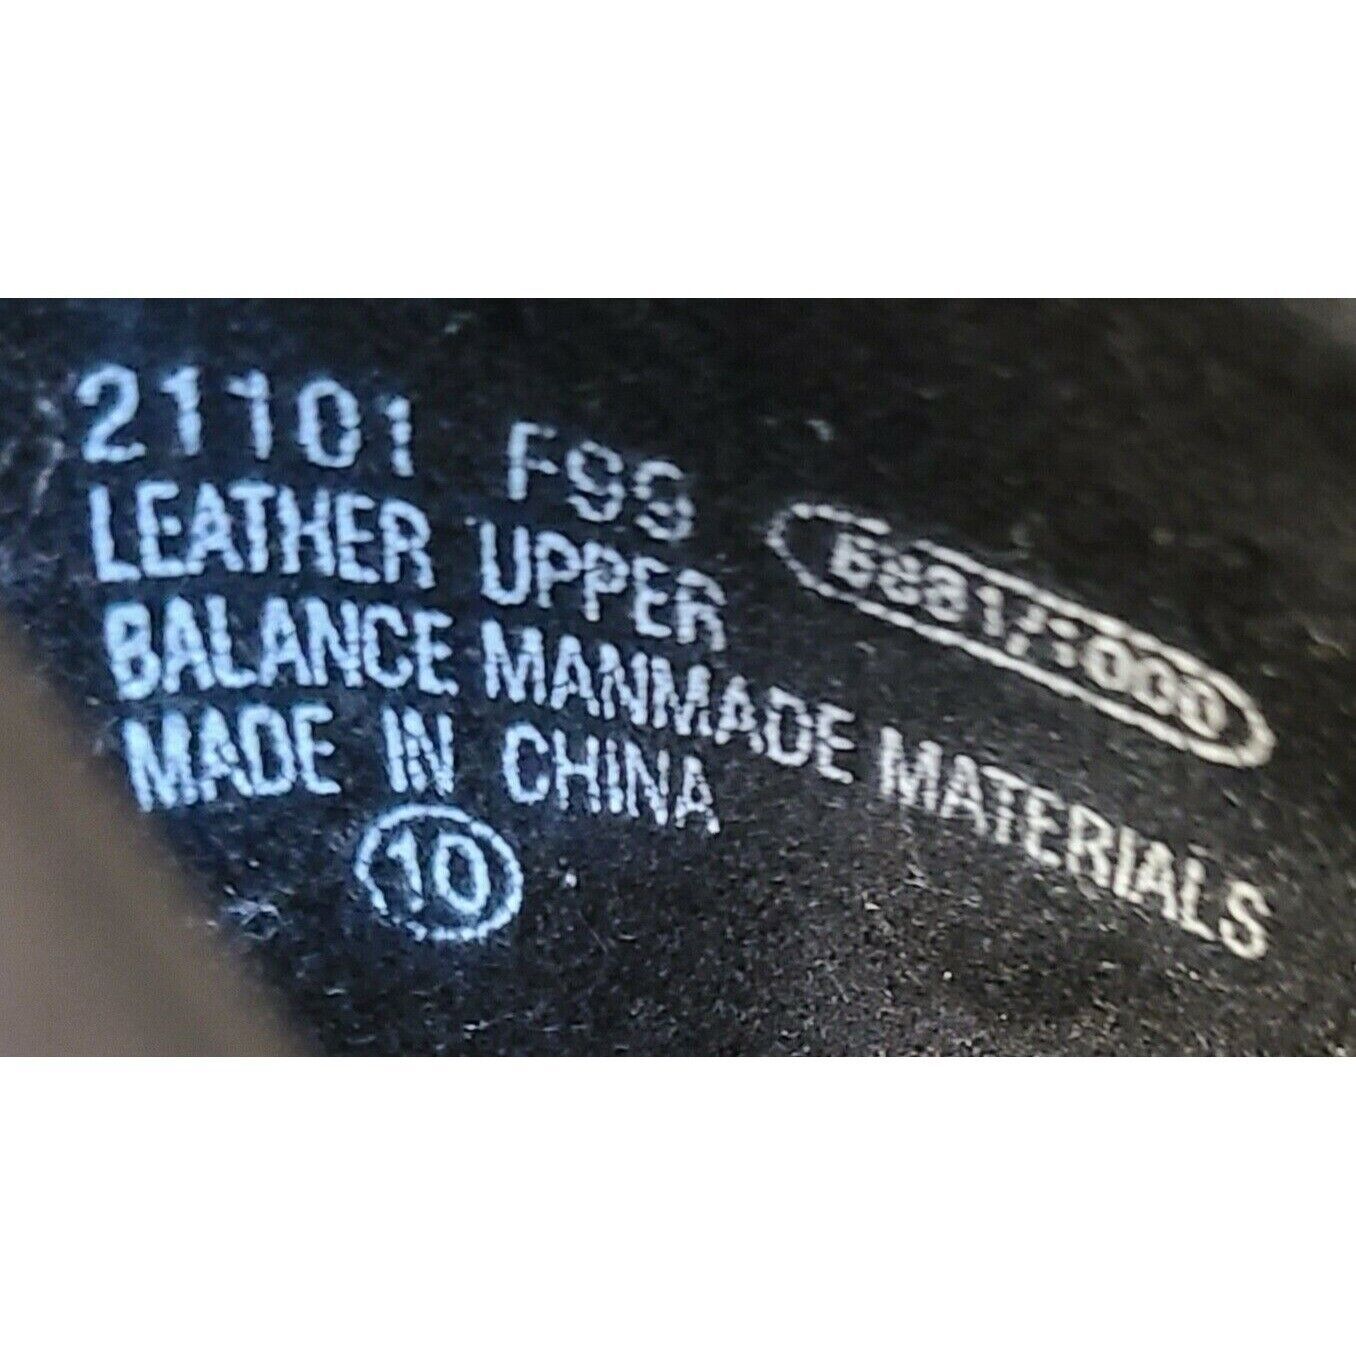 21101 F99
LEATHER UPPER
BALANCE MANMADE MATERIALS
MADE IN CHINA
10